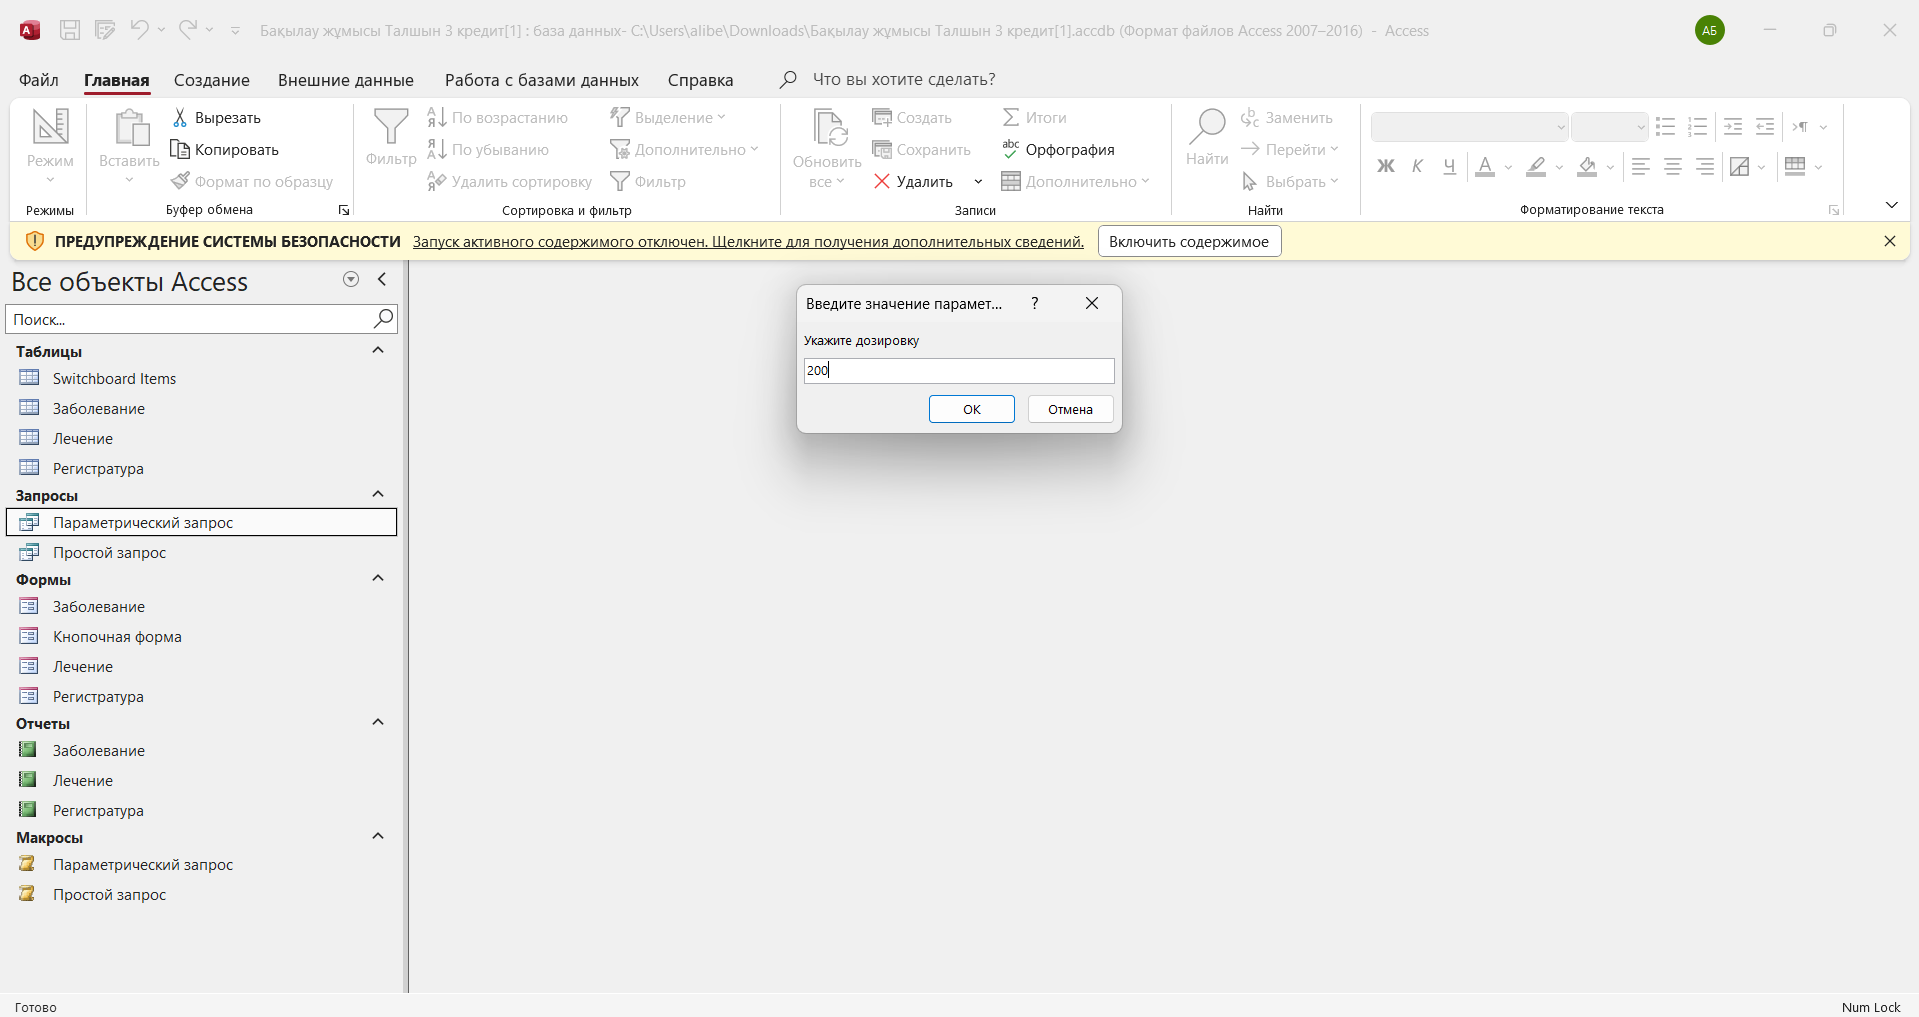 Бақылау жұмысы Талшын 3 кредит[1] : база данных- C:\Users\alibe\Downloads\Бақылау жұмысы Талшын 3 кредит[1].accdb (Формат файлов Access 2007–2016) - Access
АБ
Файл Главная Создание Внешние данные Работа с базами данных Справка Что вы хотите сделать?
Режим
Режимы
Вставить
Вырезать
Копировать
Формат по образцу
Буфер обмена
Фильтр
По возрастанию
По убыванию
Удалить сортировку
Выделение
Дополнительно
Фильтр
Сортировка и фильтр
Обновить
все
Создать
Сохранить
Удалить
Итоги
Орфография
Дополнительно
Записи
Найти
Заменить
Перейти
Выбрать
Найти
Ж К Ч А
Форматирование текста
ПРЕДУПРЕЖДЕНИЕ СИСТЕМЫ БЕЗОПАСНОСТИ Запуск активного содержимого отключен. Щелкните для получения дополнительных сведений. Включить содержимое
Все объекты Access
Поиск...
Таблицы
Switchboard Items
Заболевание
Лечение
Регистратура
Запросы
Параметрический запрос
Простой запрос
Формы
Заболевание
Кнопочная форма
Лечение
Регистратура
Отчеты
Заболевание
Лечение
Регистратура
Макросы
Параметрический запрос
Простой запрос
Введите значение парамет... ?
Укажите дозировку
200
ОК Отмена
Готово
Num Lock